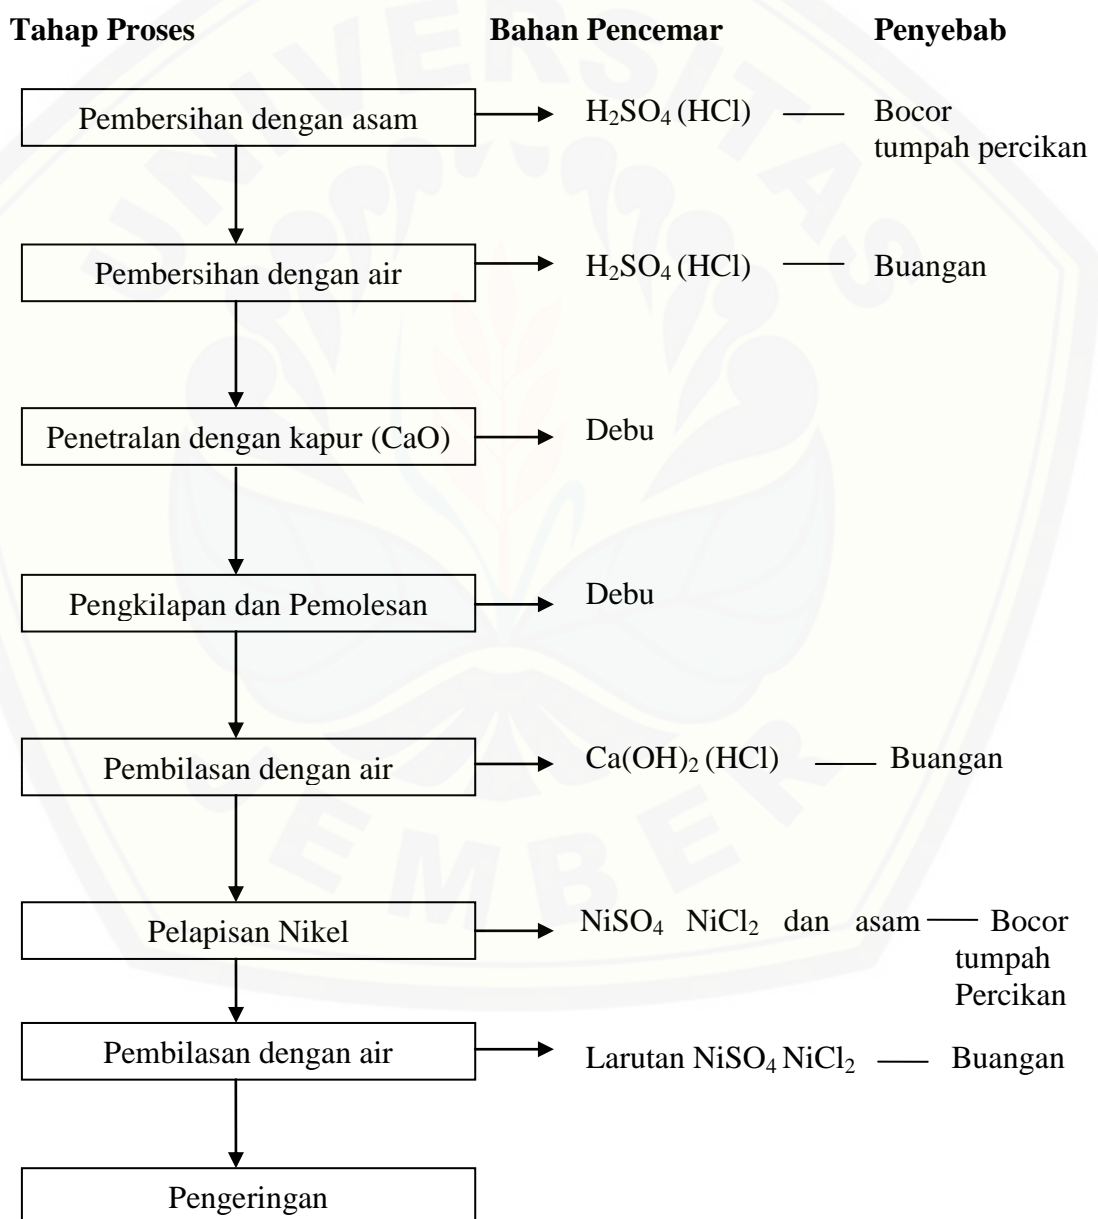 Tahap Proses Bahan Pencemar Penyebab
Pembersihan dengan asam H₂SO₄ (HCl) Bocor
tumpah percikan
Pembersihan dengan air H₂SO₄ (HCl) Buangan
Penetralan dengan kapur (CaO) Debu
Pengkilapan dan Pemolesan Debu
Pembilasan dengan air Ca(OH)₂ (HCl) Buangan
Pelapisan Nikel NiSO₄ NiCl₂ dan asam Bocor
tumpah
Percikan
Pembilasan dengan air Larutan NiSO₄ NiCl₂ Buangan
Pengeringan
UNIVERSITAS
JEMBER